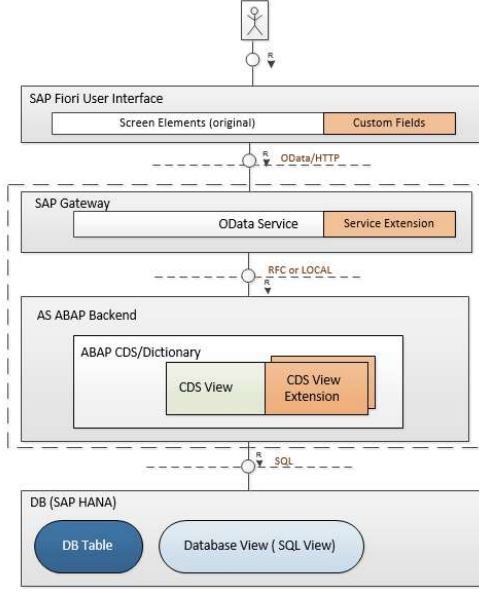 R
SAP Fiori User Interface
Screen Elements (original)
Custom Fields
R
OData/HTTP
SAP Gateway
OData Service
Service Extension
RFC or LOCAL
R
AS ABAP Backend
ABAP CDS/Dictionary
CDS View
CDS View
Extension
R
SQL
DB (SAP HANA)
DB Table
Database View ( SQL View)